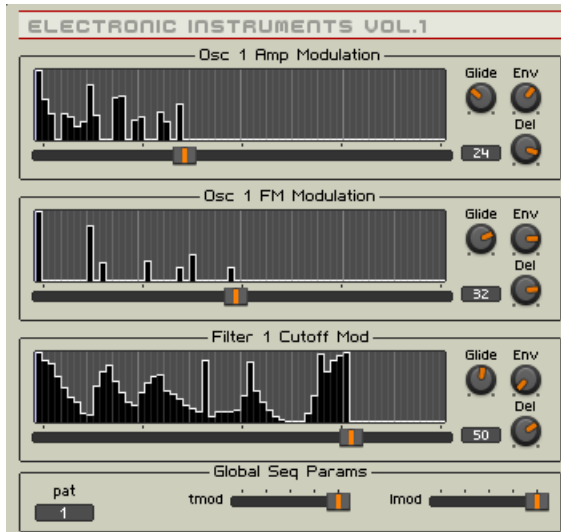 ELECTRONIC INSTRUMENTS VOL.1
Osc 1 Amp Modulation
Glide Env
Del
24
Osc 1 FM Modulation
Glide Env
Del
32
Filter 1 Cutoff Mod
Glide Env
Del
50
Global Seq Params
pat
1
tmod
lmod